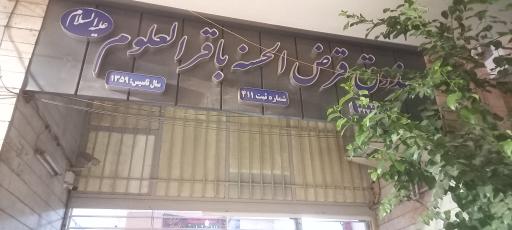 صندوق قرض الحسنه باقرالعلوم علیه السلام
شماره ثبت ۴۱۱
سال تاسیس: ۱۳۵۹